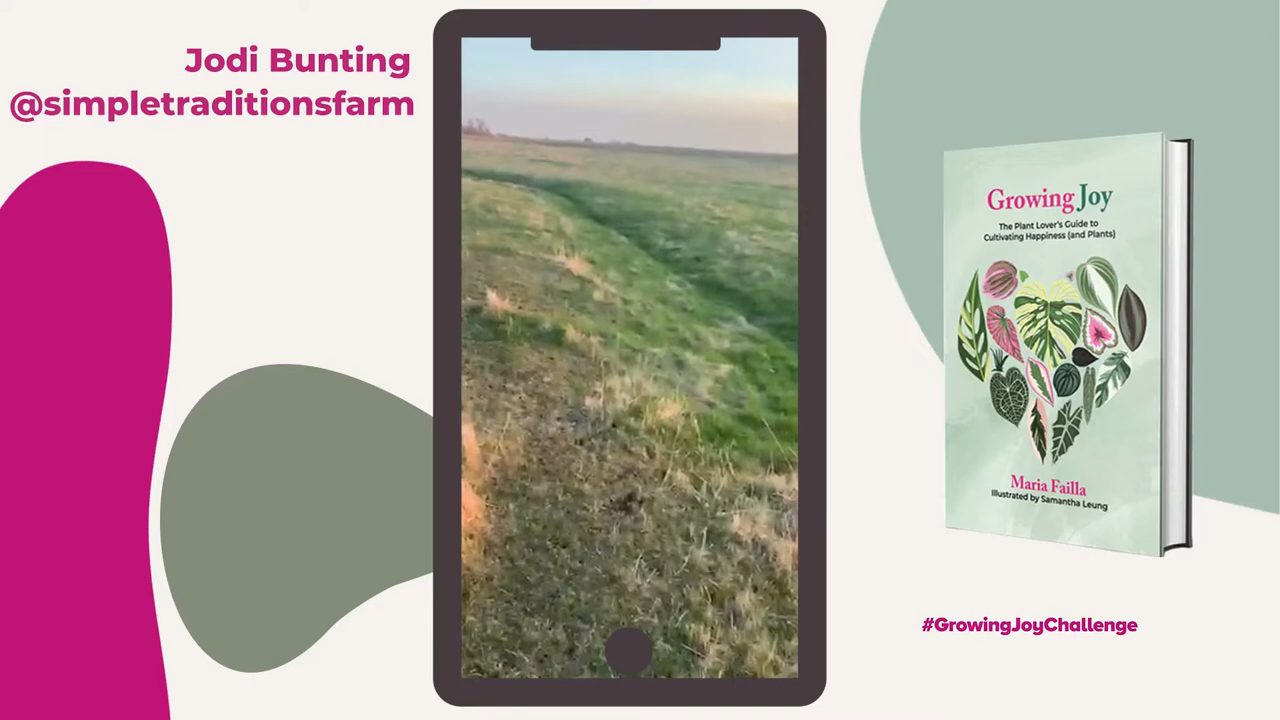 Jodi Bunting
@simpletraditionsfarm
Growing Joy
The Plant Lover's Guide to
Cultivating Happiness (and Plants)
Maria Failla
Illustrated by Samantha Leung
#GrowingJoyChallenge